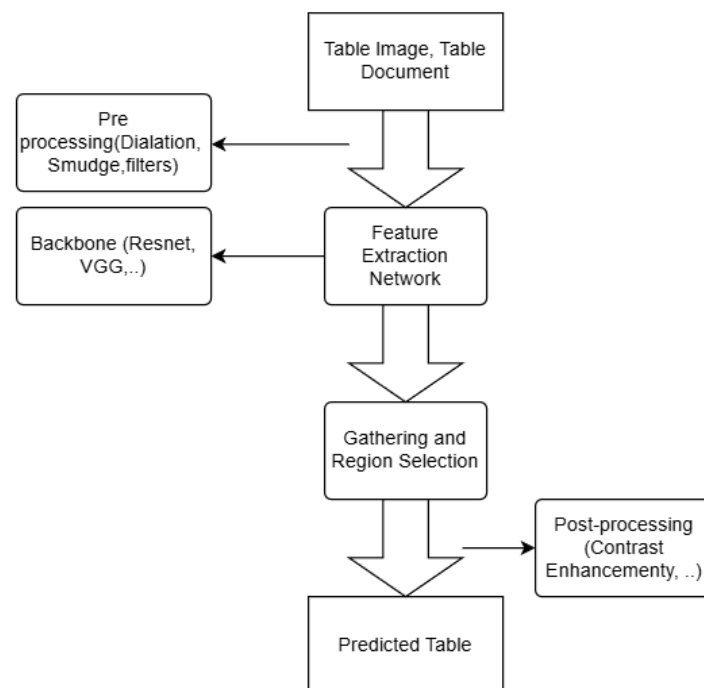 Table Image, Table
Document
Pre
processing(Dialation,
Smudge,filters)
Backbone (Resnet,
VGG,..)
Feature
Extraction
Network
Gathering and
Region Selection
Post-processing
(Contrast
Enhancementy, ..)
Predicted Table